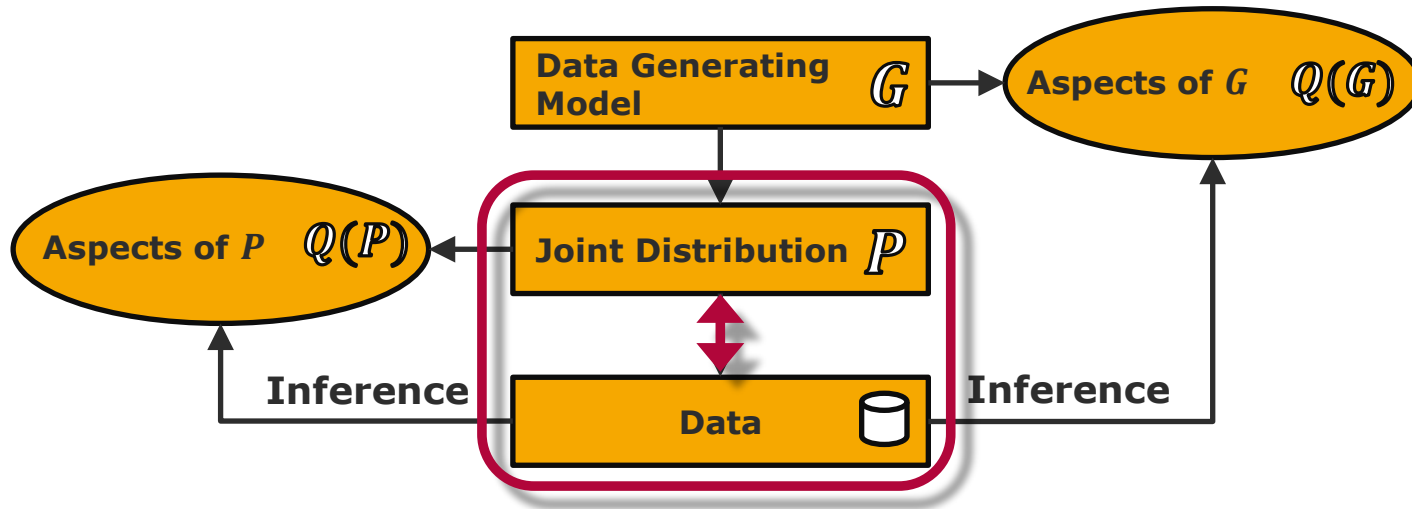 Data Generating
Model G
Aspects of G Q(G)
Aspects of P Q(P)
Joint Distribution P
Inference
Data
Inference